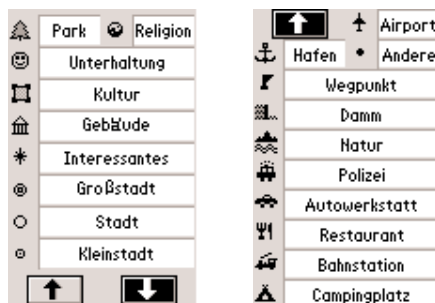 Park Religion
Unterhaltung
Kultur
Gebäude
Interessantes
Großstadt
Stadt
Kleinstadt
Airport
Hafen Andere
Wegpunkt
Damm
Natur
Polizei
Autowerkstatt
Restaurant
Bahnstation
Campingplatz